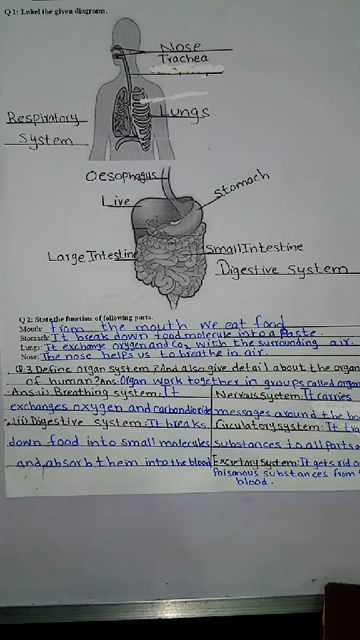 Q 1: Label the given diagrams.
Nose
Trachea
Respiratory
System
Lungs
Oesophagus
Stomach
Live
Large Intestine
Small Intestine
Digestive System
Q 2: State the function of following parts.
Mouth: From the mouth we eat food
Stomach: It break down food molecule into a Paste.
Lungs: It exchange oxygen and CO2 with the surrounding air.
Nose: The nose helps us to breathe in air.
Q.3 Define organ system? And also give detail about the organ
of human? Ans: Organ work together in groups called organ
Ans: i) Breathing system: It
exchanges oxygen and carbondioxide
ii) Digestive system: It breaks
down food into small molecules
and absorb them into the blood
Nervous System: It carries
messages around the bo
Circulatory system: It tra
substances to all parts o
Excretory system: It gets rid o
Poisonous substances from
blood.